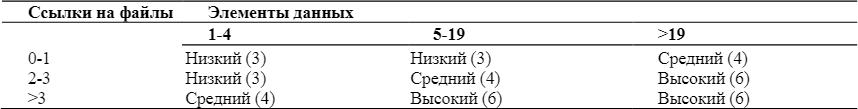 Ссылки на файлы Элементы данных
1-4 5-19 >19
0-1 Низкий (3) Низкий (3) Средний (4)
2-3 Низкий (3) Средний (4) Высокий (6)
>3 Средний (4) Высокий (6) Высокий (6)